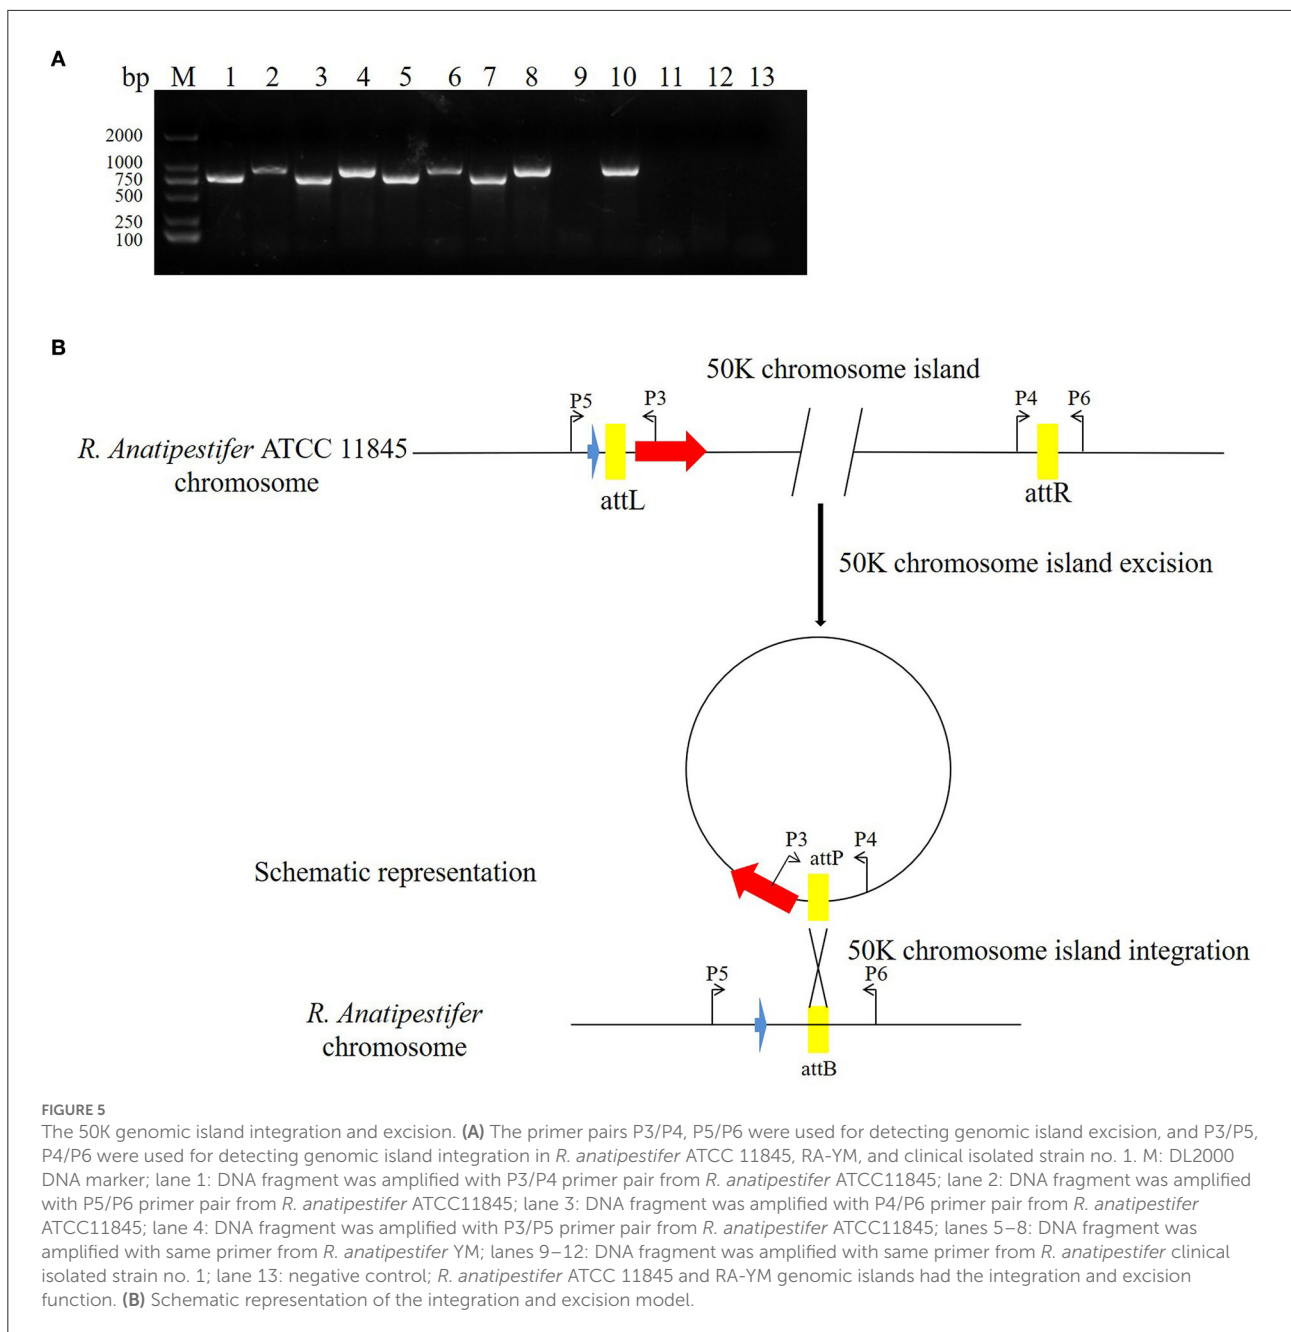 A
bp M 1 2 3 4 5 6 7 8 9 10 11 12 13
2000
1000
750
500
250
100
B
50K chromosome island
P5 P3 P4 P6
R. Anatipestifer ATCC 11845
chromosome
attL attR
50K chromosome island excision
P3 attP P4
Schematic representation
50K chromosome island integration
P5 P6
R. Anatipestifer
chromosome
attB
FIGURE 5
The 50K genomic island integration and excision. (A) The primer pairs P3/P4, P5/P6 were used for detecting genomic island excision, and P3/P5,
P4/P6 were used for detecting genomic island integration in R. anatipestifer ATCC 11845, RA-YM, and clinical isolated strain no. 1. M: DL2000
DNA marker; lane 1: DNA fragment was amplified with P3/P4 primer pair from R. anatipestifer ATCC11845; lane 2: DNA fragment was amplified
with P5/P6 primer pair from R. anatipestifer ATCC11845; lane 3: DNA fragment was amplified with P4/P6 primer pair from R. anatipestifer
ATCC11845; lane 4: DNA fragment was amplified with P3/P5 primer pair from R. anatipestifer ATCC11845; lanes 5–8: DNA fragment was
amplified with same primer from R. anatipestifer YM; lanes 9–12: DNA fragment was amplified with same primer from R. anatipestifer clinical
isolated strain no. 1; lane 13: negative control; R. anatipestifer ATCC 11845 and RA-YM genomic islands had the integration and excision
function. (B) Schematic representation of the integration and excision model.